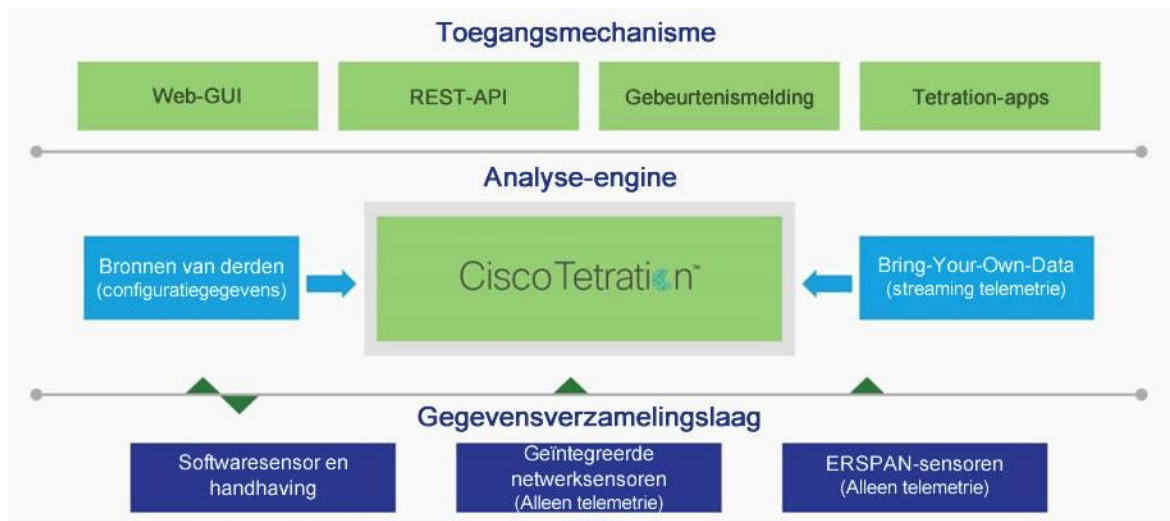 Toegangsmechanisme
Web-GUI
REST-API
Gebeurtenismelding
Tetration-apps
Analyse-engine
Bronnen van derden
(configuratiegegevens)
Cisco Tetration™
Bring-Your-Own-Data
(streaming telemetrie)
Gegevensverzamelingslaag
Softwaresensor en
handhaving
Geïntegreerde
netwerksensoren
(Alleen telemetrie)
ERSPAN-sensoren
(Alleen telemetrie)